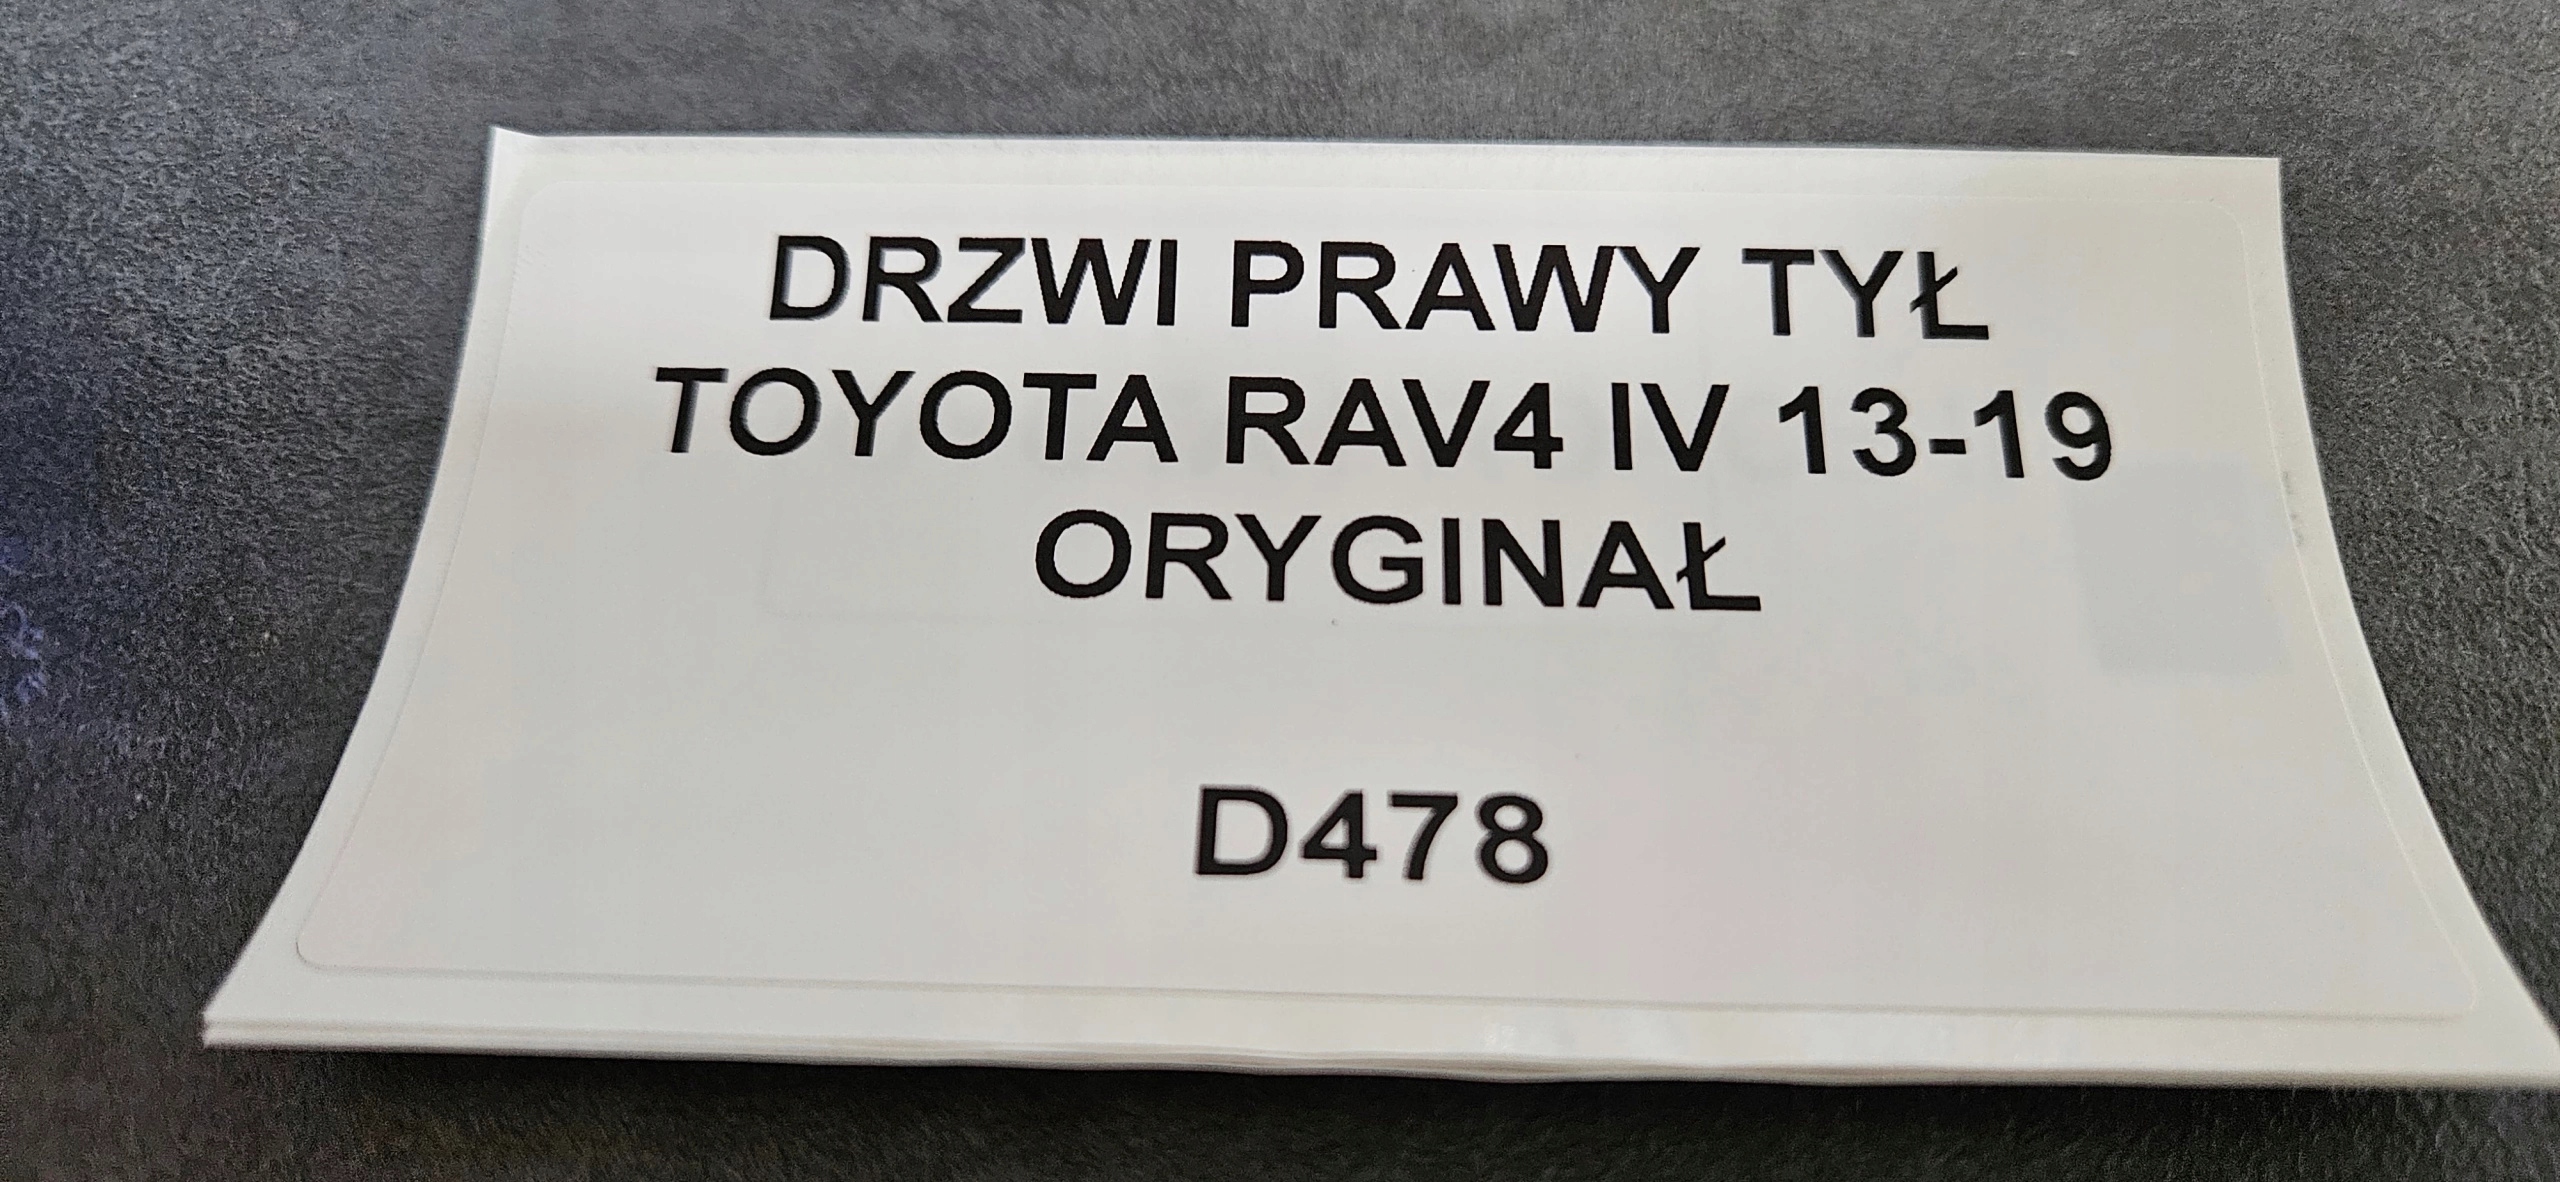 DRZWI PRAWY TYŁ
TOYOTA RAV4 IV 13-19
ORYGINAŁ
D478